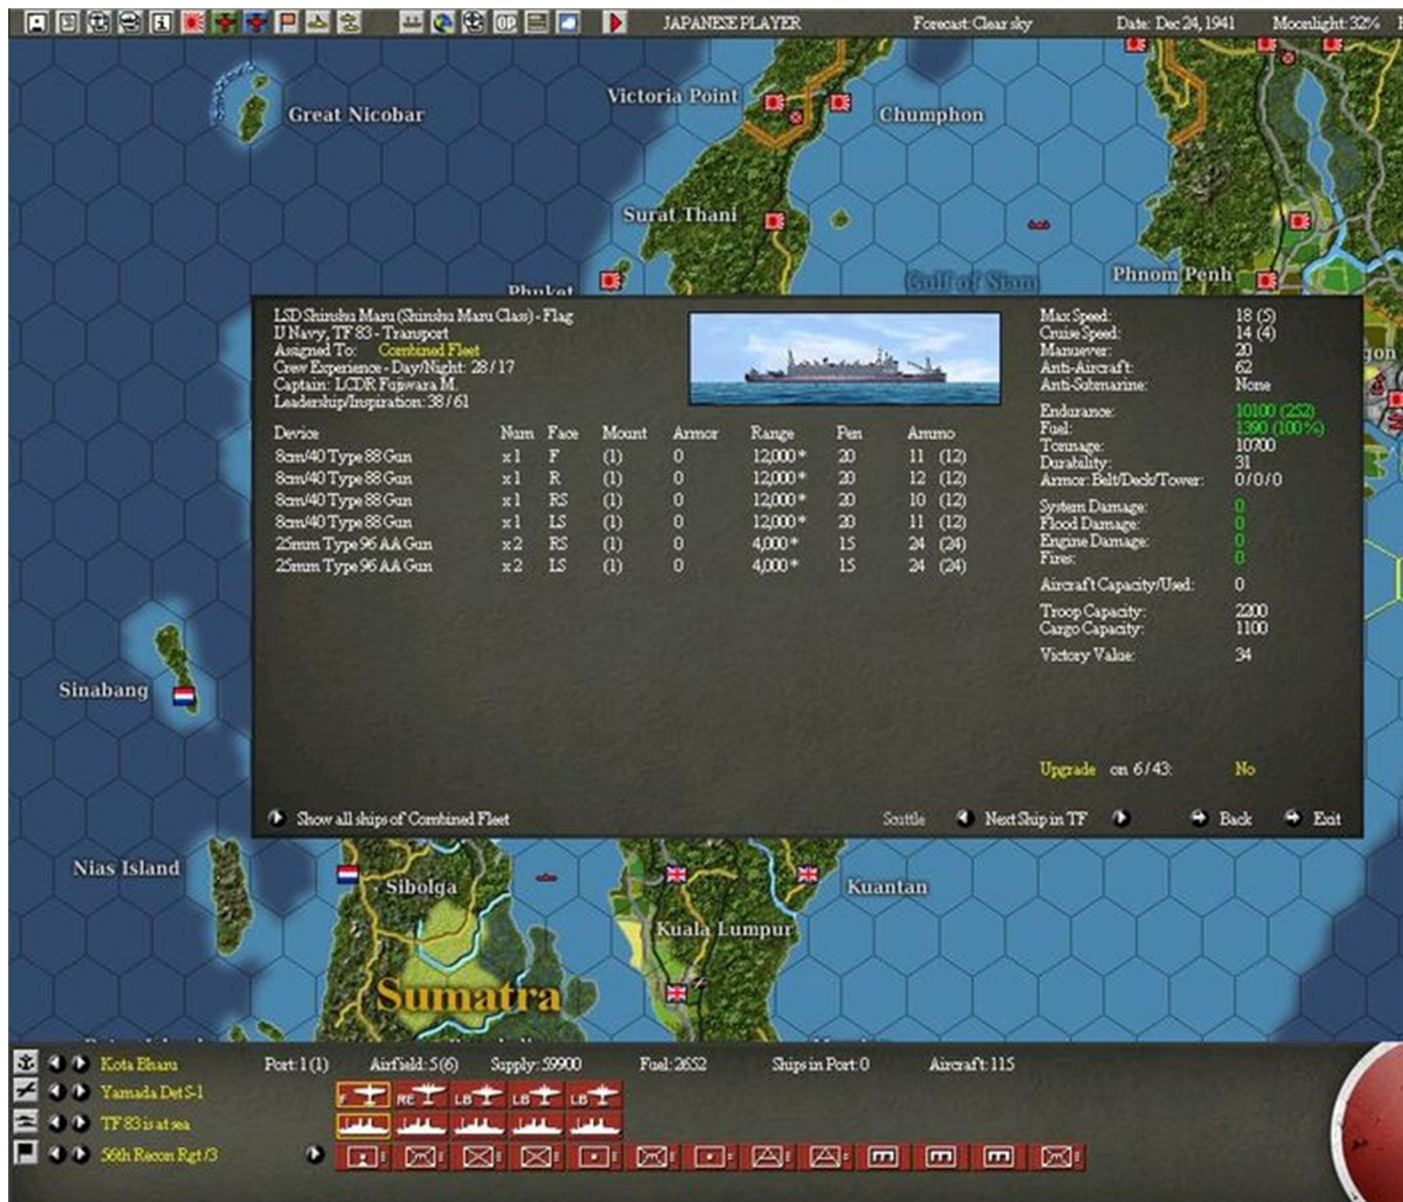 OP JAPANESE PLAYER Forecast: Clear sky Date: Dec 24, 1941 Moonlight: 32%
Great Nicobar
Victoria Point
Chumphon
Surat Thani
Gulf of Siam
Phnom Penh
Phuket
LSD Shinshu Maru (Shinshu Maru Class) - Flag
IJ Navy, TF 83 - Transport
Assigned To: Combined Fleet
Crew Experience - Day/Night: 28 / 17
Captain: LCDR Fujiwara M.
Leadership/Inspiration: 38 / 61
Device Num Face Mount Armor Range Pen Ammo
8cm/40 Type 88 Gun x 1 F (1) 0 12,000 * 20 11 (12)
8cm/40 Type 88 Gun x 1 R (1) 0 12,000 * 20 12 (12)
8cm/40 Type 88 Gun x 1 RS (1) 0 12,000 * 20 10 (12)
8cm/40 Type 88 Gun x 1 LS (1) 0 12,000 * 20 11 (12)
25mm Type 96 AA Gun x 2 RS (1) 0 4,000 * 15 24 (24)
25mm Type 96 AA Gun x 2 LS (1) 0 4,000 * 15 24 (24)
Max Speed: 18 (5)
Cruise Speed: 14 (4)
Manuever: 20
Anti-Aircraft: 62
Anti-Submarine: None
Endurance: 10100 (252)
Fuel: 1390 (100%)
Tonnage: 10700
Durability: 31
Armor: Belt/Deck/Tower: 0 / 0 / 0
System Damage: 0
Flood Damage: 0
Engine Damage: 0
Fires: 0
Aircraft Capacity/Used: 0
Troop Capacity: 2200
Cargo Capacity: 1100
Victory Value: 34
Upgrade on 6 / 43: No
Show all ships of Combined Fleet
Scuttle Next Ship in TF Back Exit
Sinabang
Nias Island
Sibolga
Kuantan
Kuala Lumpur
Sumatra
Kota Bharu Port: 1 (1) Airfield: 5 (6) Supply: 59900 Fuel: 2652 Ships in Port: 0 Aircraft: 115
Yamada Det S-1 F RE LB LB LB
TF 83 is at sea
56th Recon Rgt /3